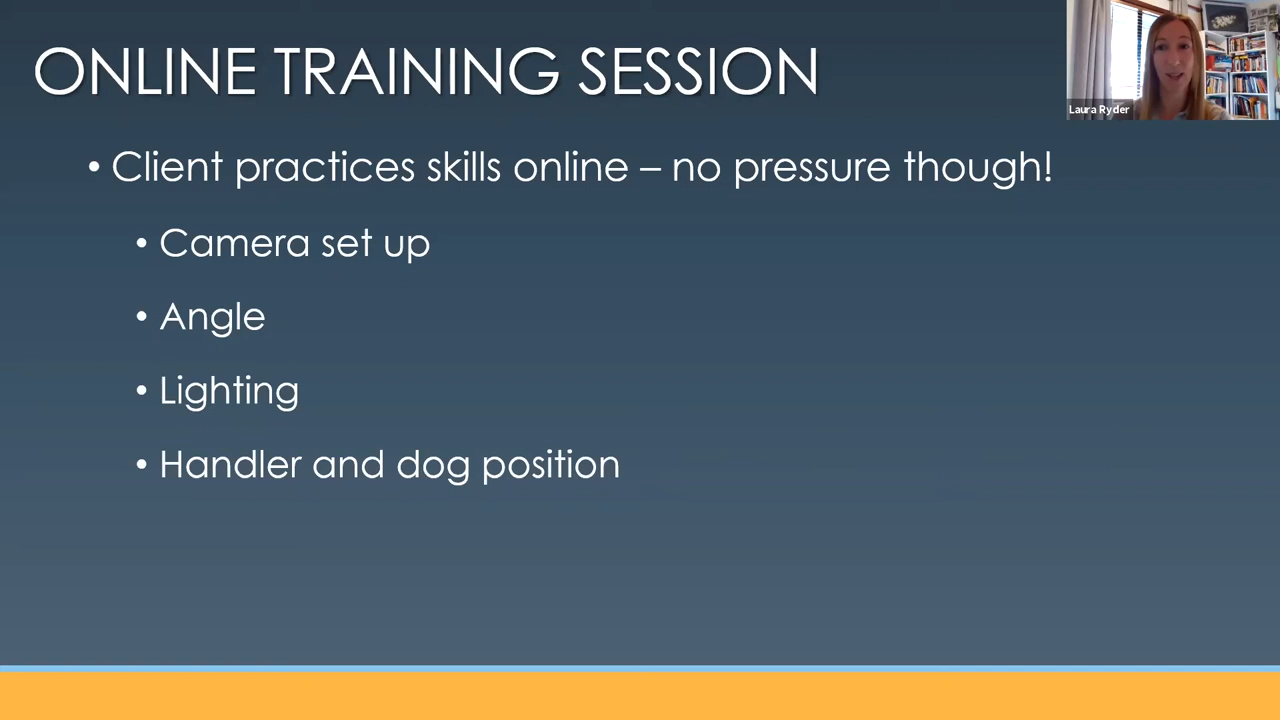 ONLINE TRAINING SESSION
Laura Ryder
• Client practices skills online – no pressure though!
• Camera set up
• Angle
• Lighting
• Handler and dog position